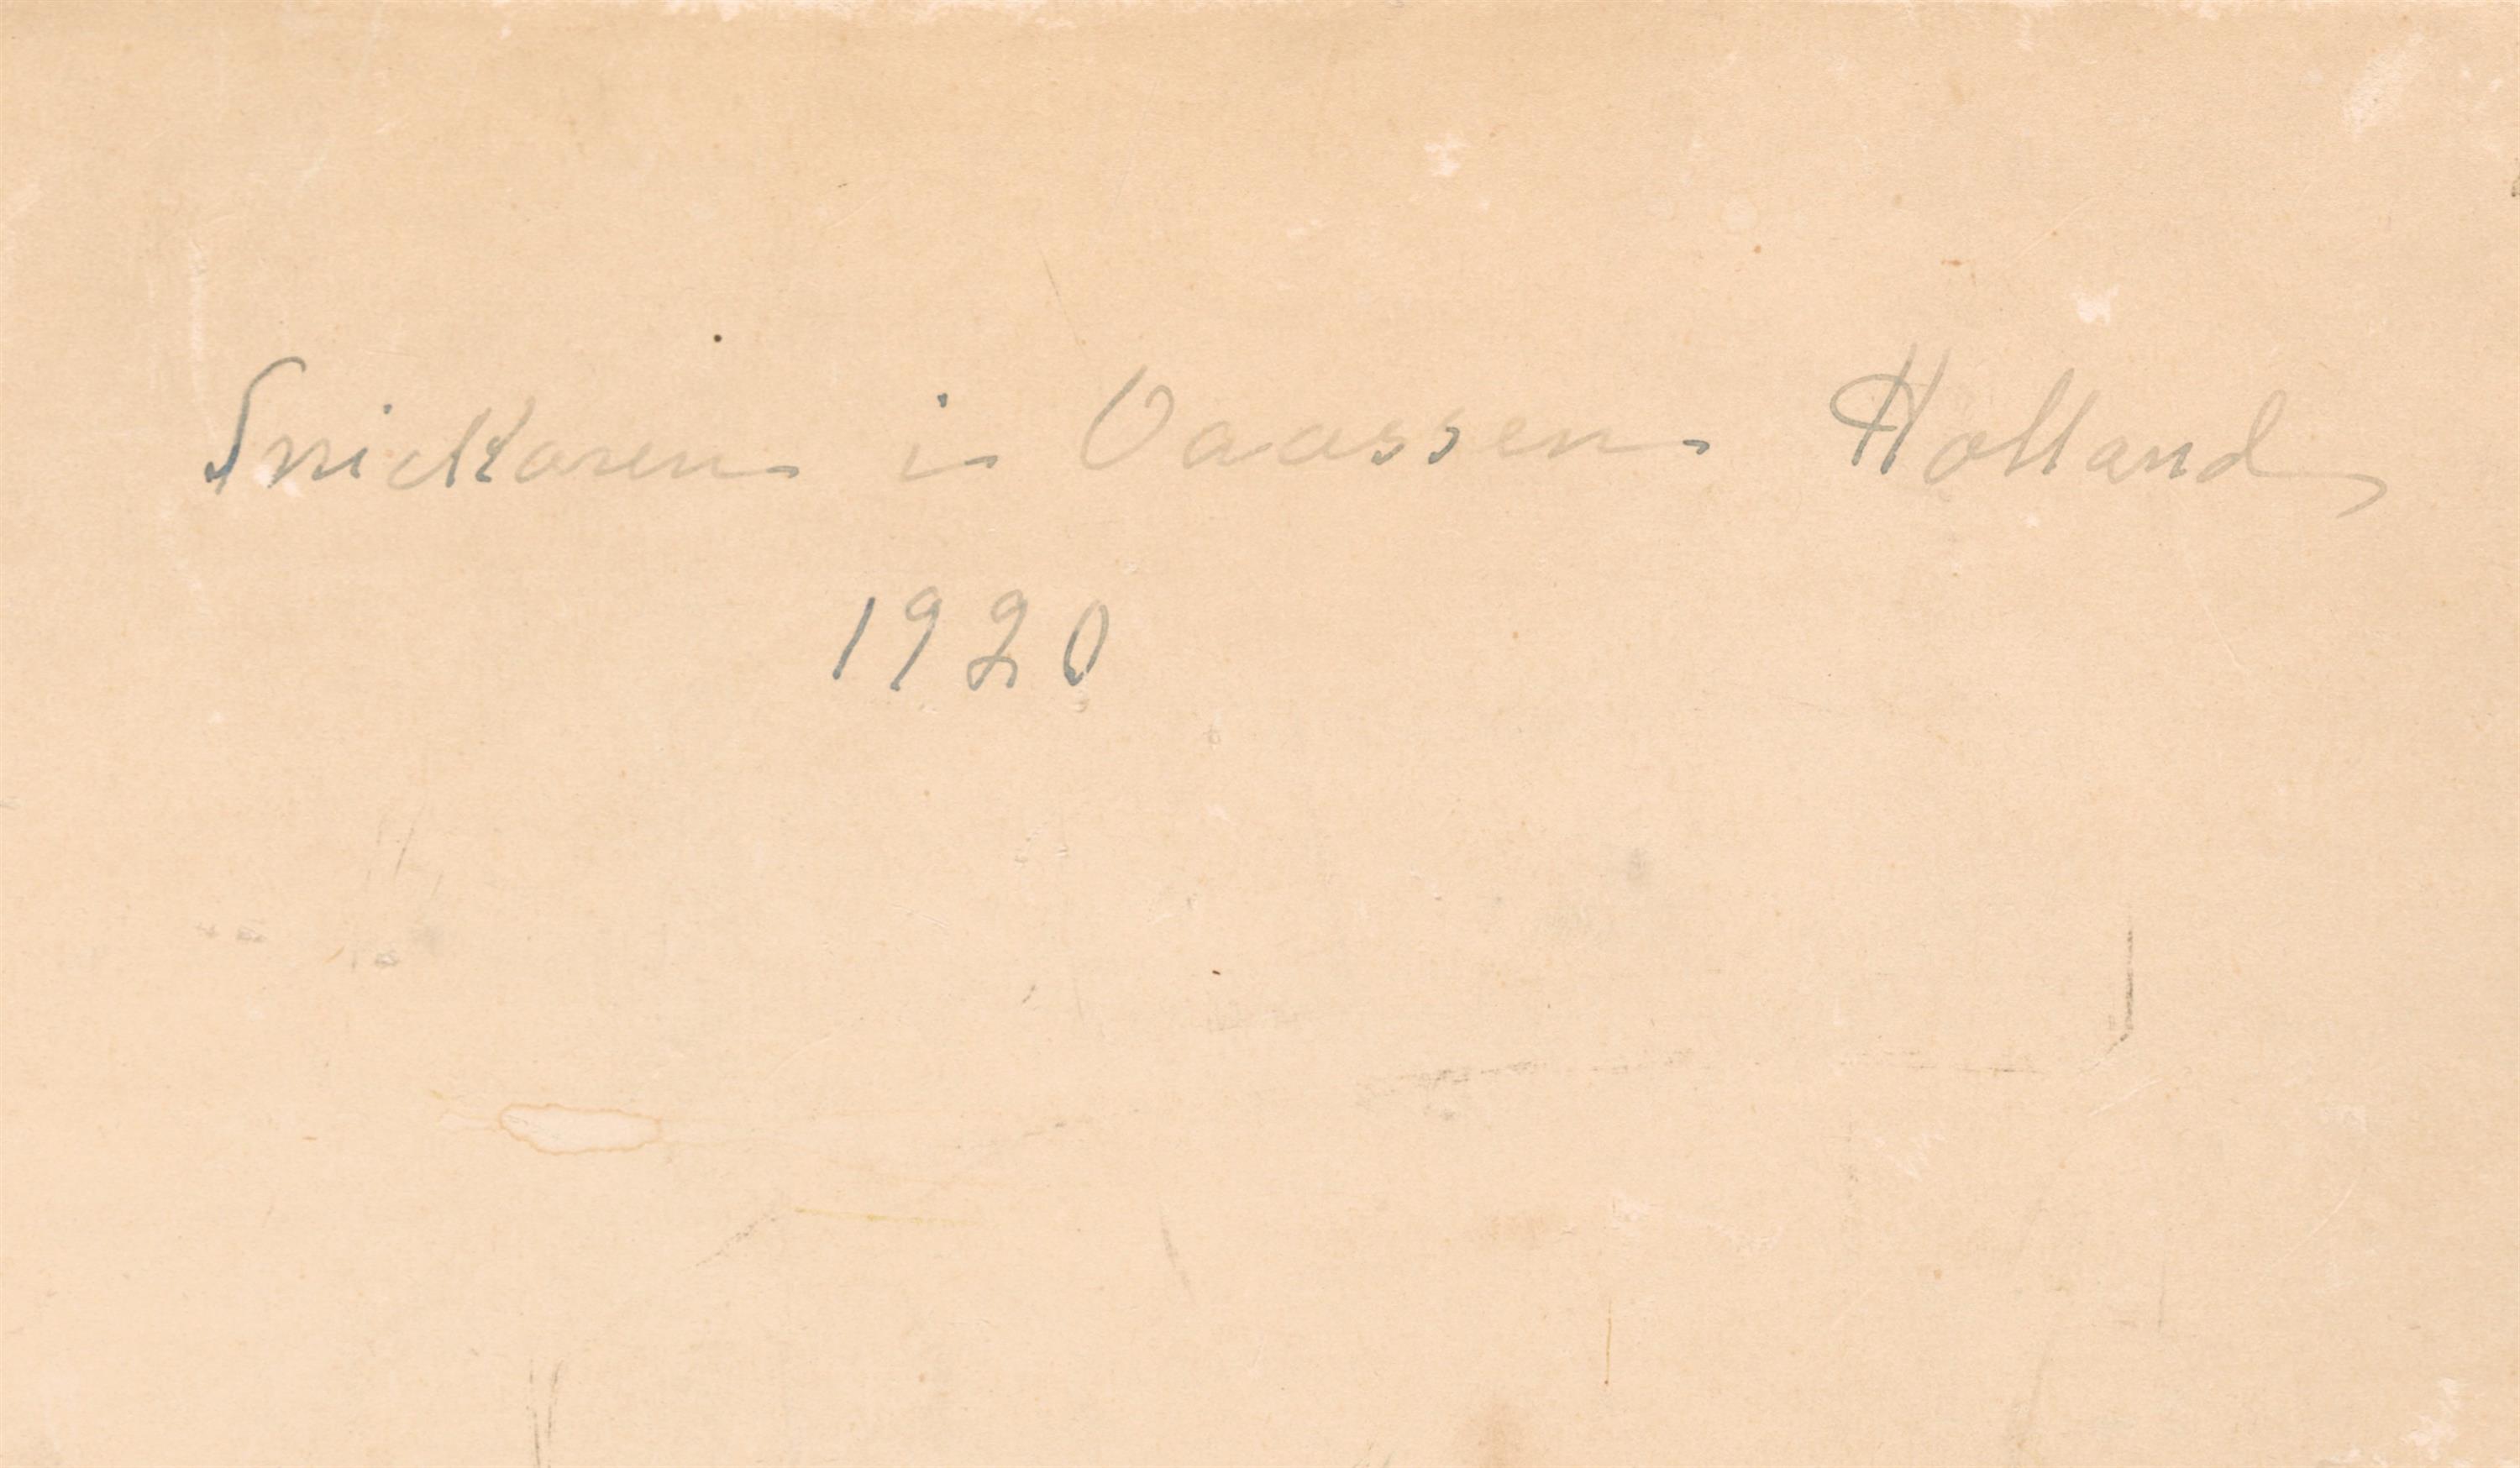 Snickaren i Vaassen Holland
1920